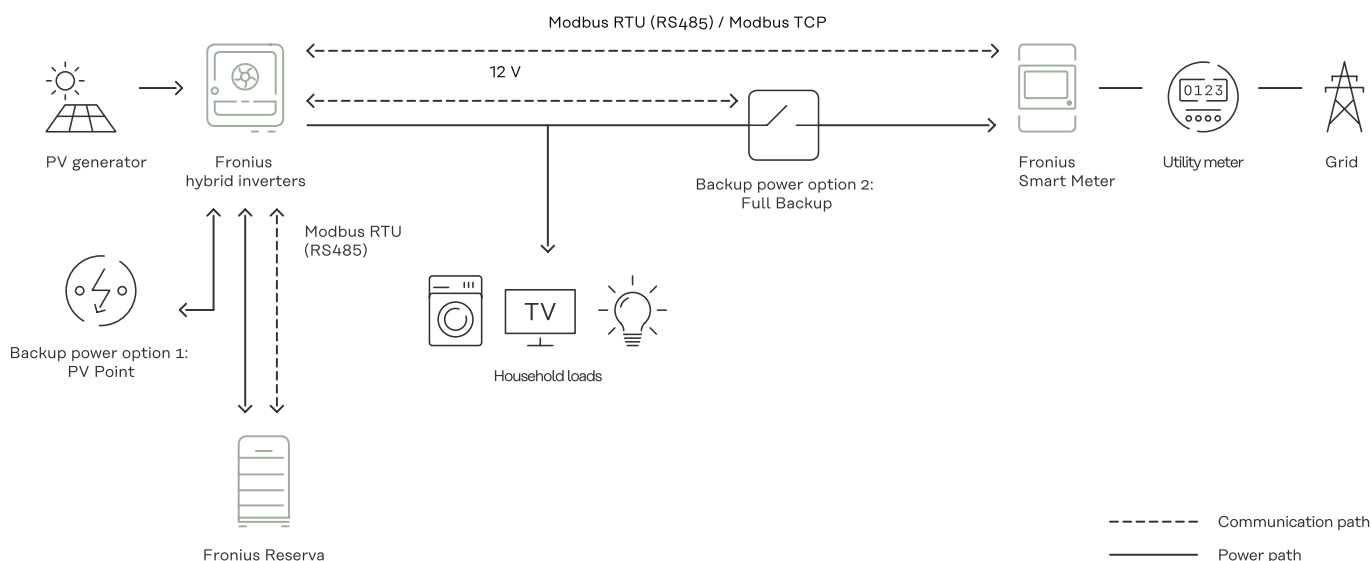 Modbus RTU (RS485) / Modbus TCP
12 V
0123
PV generator
Fronius
hybrid inverters
Backup power option 2:
Full Backup
Fronius
Smart Meter
Utility meter
Grid
Modbus RTU
(RS485)
TV
Backup power option 1:
PV Point
Household loads
Communication path
Fronius Reserva
Power path